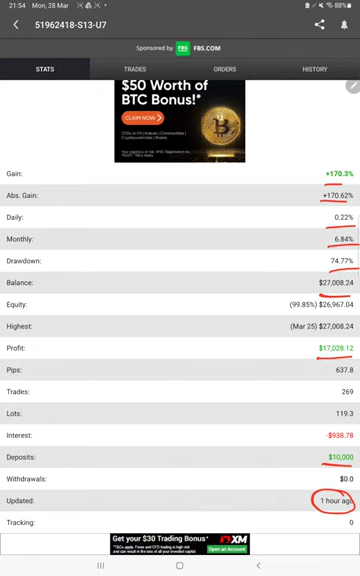 21:54 Mon, 28 Mar 88%
51962418-S13-U7
Sponsored by FBS FBS.COM
STATS TRADES ORDERS HISTORY
$50 Worth of
BTC Bonus!*
CLAIM NOW
Gain: +170.3%
Abs. Gain: +170.62%
Daily: 0.22%
Monthly: 6.84%
Drawdown: 74.77%
Balance: $27,008.24
Equity: (99.85%) $26,967.04
Highest: (Mar 25) $27,008.24
Profit: $17,028.12
Pips: 637.8
Trades: 269
Lots: 119.3
Interest: -$938.78
Deposits: $10,000
Withdrawals: $0.0
Updated: 1 hour ago
Tracking: 0
Get your $30 Trading Bonus* XM
Open an Account